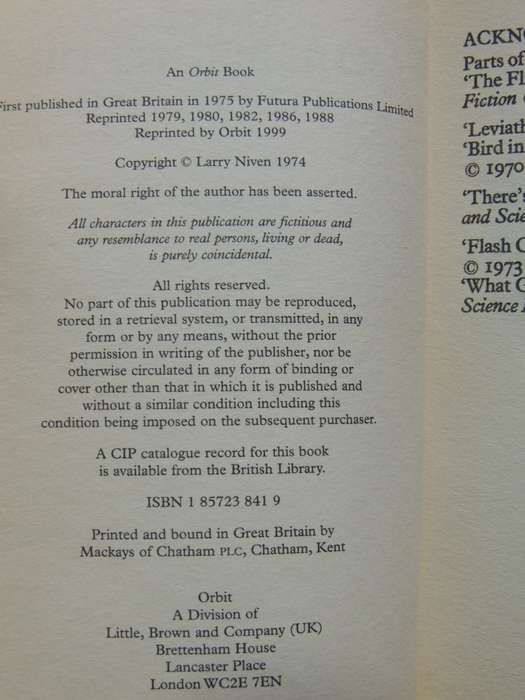 An Orbit Book
First published in Great Britain in 1975 by Futura Publications Limited
Reprinted 1979, 1980, 1982, 1986, 1988
Reprinted by Orbit 1999
Copyright © Larry Niven 1974
The moral right of the author has been asserted.
All characters in this publication are fictitious and
any resemblance to real persons, living or dead,
is purely coincidental.
All rights reserved.
No part of this publication may be reproduced,
stored in a retrieval system, or transmitted, in any
form or by any means, without the prior
permission in writing of the publisher, nor be
otherwise circulated in any form of binding or
cover other than that in which it is published and
without a similar condition including this
condition being imposed on the subsequent purchaser.
A CIP catalogue record for this book
is available from the British Library.
ISBN 1 85723 841 9
Printed and bound in Great Britain by
Mackays of Chatham PLC, Chatham, Kent
Orbit
A Division of
Little, Brown and Company (UK)
Brettenham House
Lancaster Place
London WC2E 7EN
Parts of
'The
Fiction
'Bird in
© 1970
'There's
and
'Flash
© 1973
'What
Science